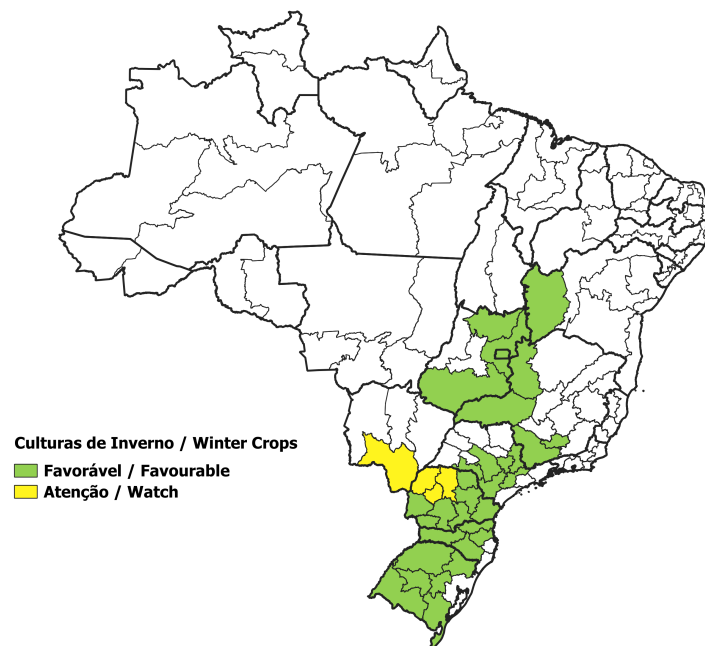 Culturas de Inverno / Winter Crops
Favorável / Favourable
Atenção / Watch